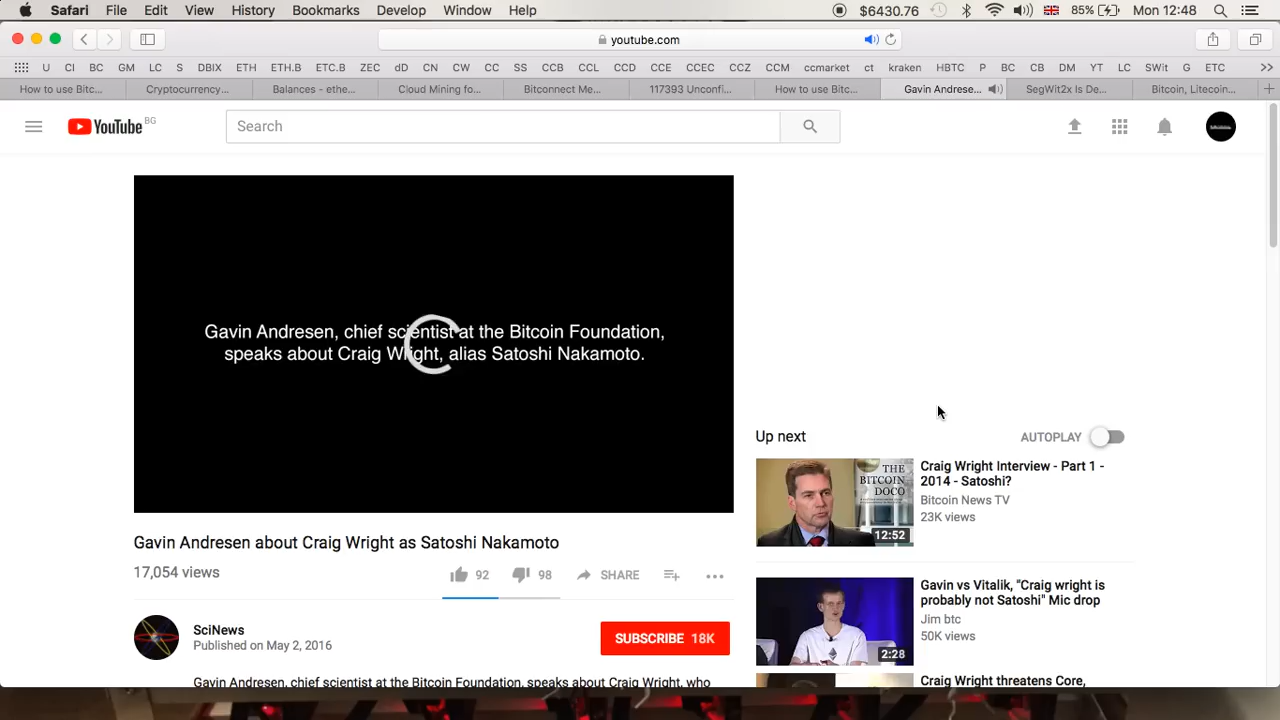 Safari File Edit View History Bookmarks Develop Window Help $6430.76 85% Mon 12:48
youtube.com
U CI BC GM LC S DBIX ETH ETH.B ETC.B ZEC dD CN CW CC SS CCB CCL CCD CCE CCEC CCZ CCM ccmarket ct kraken HBTC P BC CB DM YT LC SWit G ETC >>
How to use Bitc... Cryptocurrency... Balances - ethe... Cloud Mining fo... Bitconnect Me... 117393 Unconfi... How to use Bitc... Gavin Andrese... SegWit2x Is De... Bitcoin, Litecoin... +
YouTube BG Search
Gavin Andresen, chief scientist at the Bitcoin Foundation,
speaks about Craig Wright, alias Satoshi Nakamoto.
Gavin Andresen about Craig Wright as Satoshi Nakamoto
17,054 views
92 98 SHARE
SciNews
Published on May 2, 2016
SUBSCRIBE 18K
Gavin Andresen, chief scientist at the Bitcoin Foundation, speaks about Craig Wright, who
Up next AUTOPLAY
THE
BITCOIN
DOCO
12:52
Craig Wright Interview - Part 1 -
2014 - Satoshi?
Bitcoin News TV
23K views
2:28
Gavin vs Vitalik, "Craig wright is
probably not Satoshi" Mic drop
Jim btc
50K views
Craig Wright threatens Core,